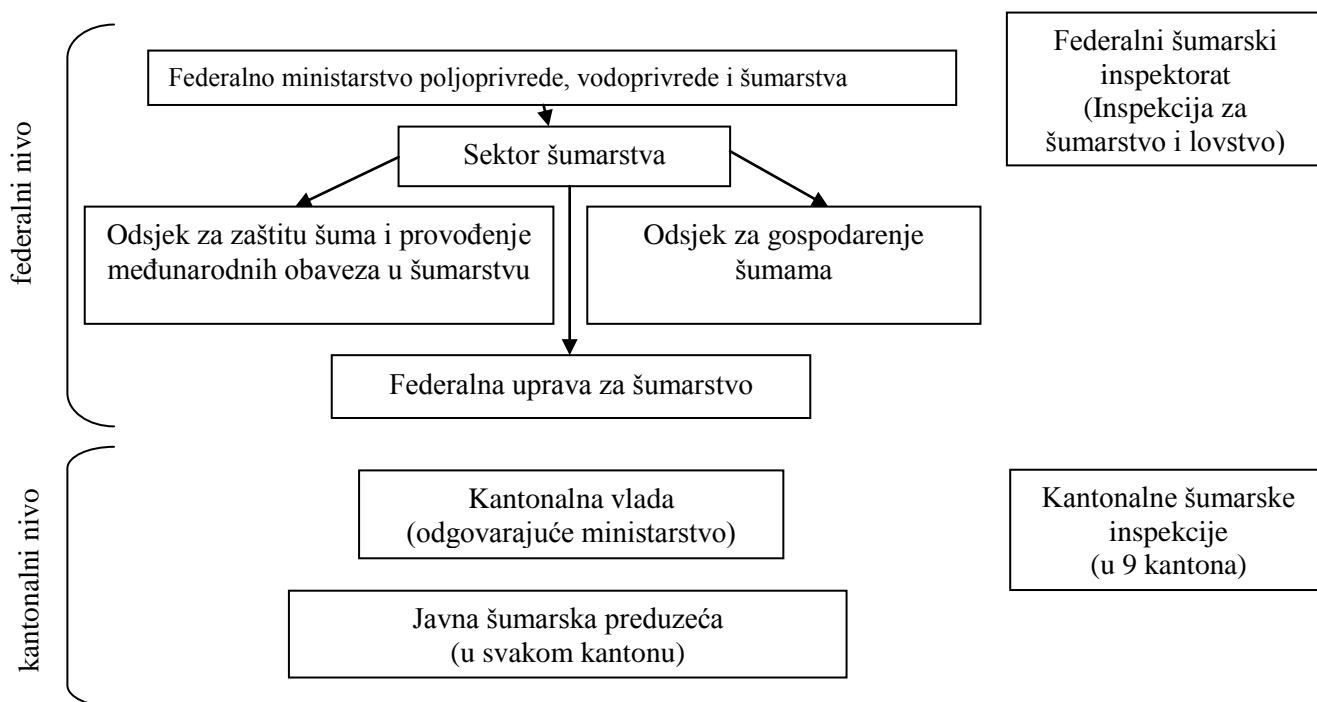 federalni nivo
Federalno ministarstvo poljoprivrede, vodoprivrede i šumarstva
Federalni šumarski
inspektorat
(Inspekcija za
šumarstvo i lovstvo)
Sektor šumarstva
Odsjek za zaštitu šuma i provođenje
međunarodnih obaveza u šumarstvu
Odsjek za gospodarenje
šumama
Federalna uprava za šumarstvo
kantonalni nivo
Kantonalna vlada
(odgovarajuće ministarstvo)
Kantonalne šumarske
inspekcije
(u 9 kantona)
Javna šumarska preduzeća
(u svakom kantonu)